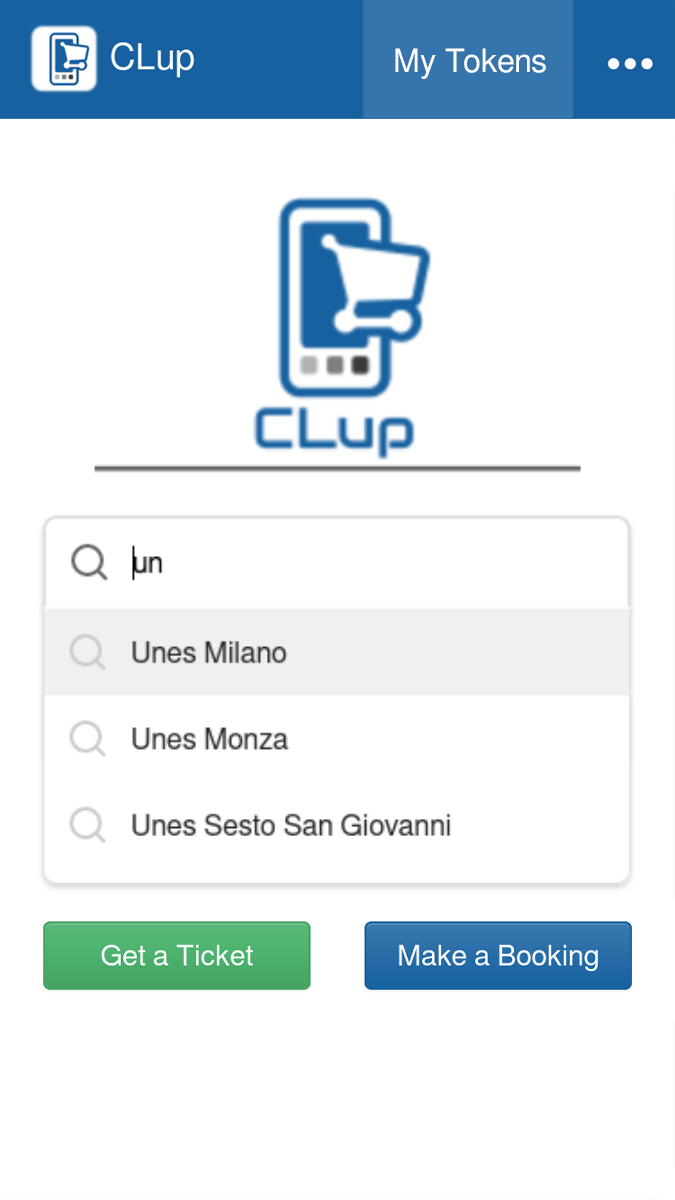 CLup
My Tokens
CLup
un
Unes Milano
Unes Monza
Unes Sesto San Giovanni
Get a Ticket
Make a Booking